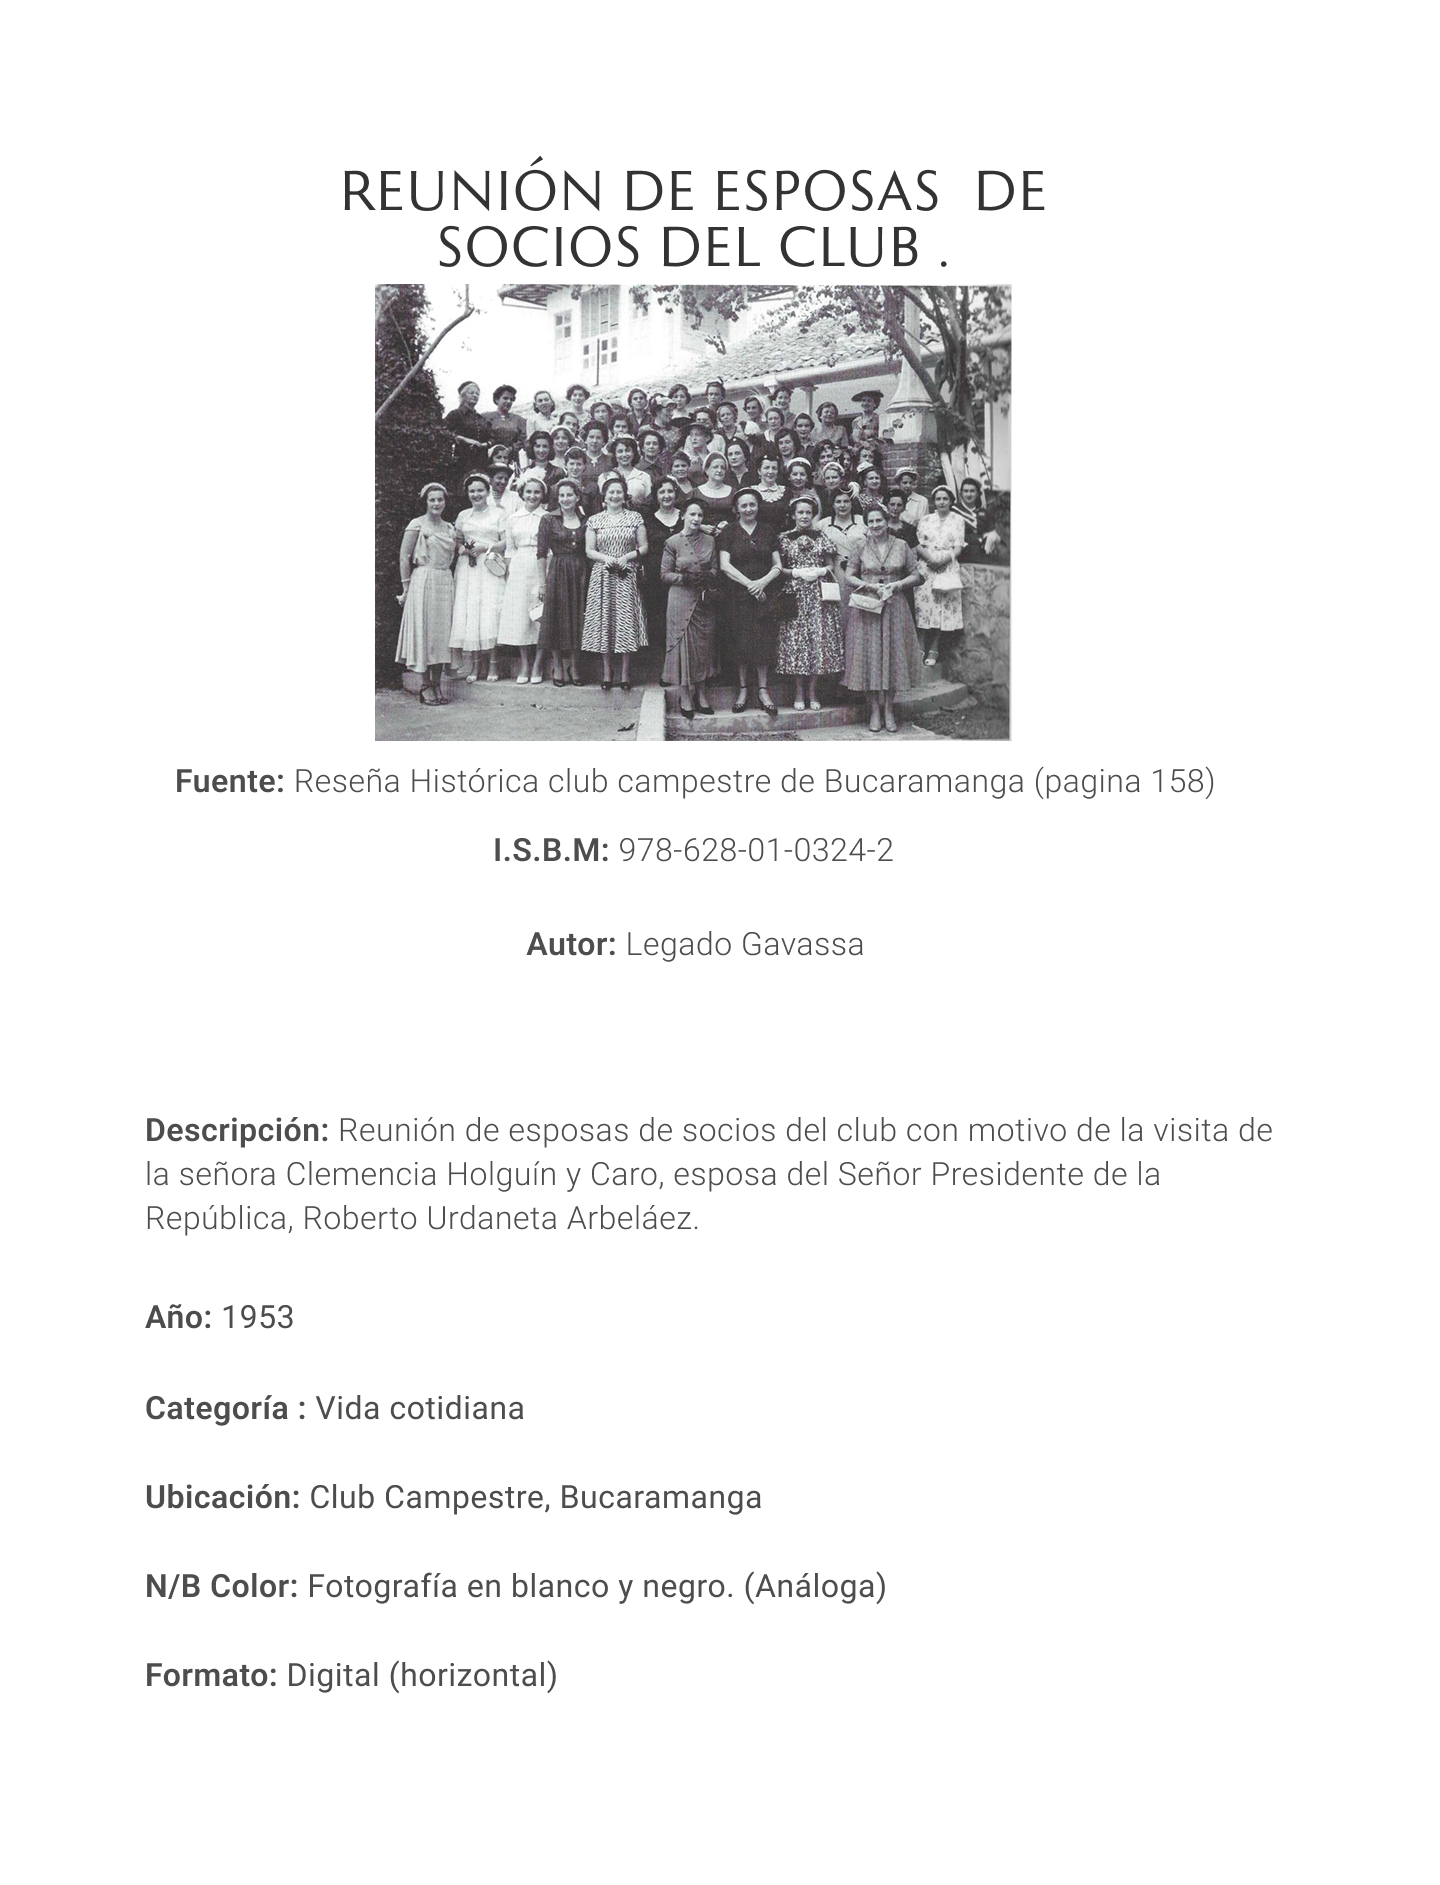 REUNIÓN DE ESPOSAS  DE
SOCIOS DEL CLUB .
Fuente: Reseña Histórica club campestre de Bucaramanga (pagina 158)
I.S.B.M: 978-628-01-0324-2
Autor: Legado Gavassa
Descripción: Reunión de esposas de socios del club con motivo de la visita de
la señora Clemencia Holguín y Caro, esposa del Señor Presidente de la
República, Roberto Urdaneta Arbeláez.
Año: 1953
Categoría : Vida cotidiana
Ubicación: Club Campestre, Bucaramanga
N/B Color: Fotografía en blanco y negro. (Análoga)
Formato: Digital (horizontal)